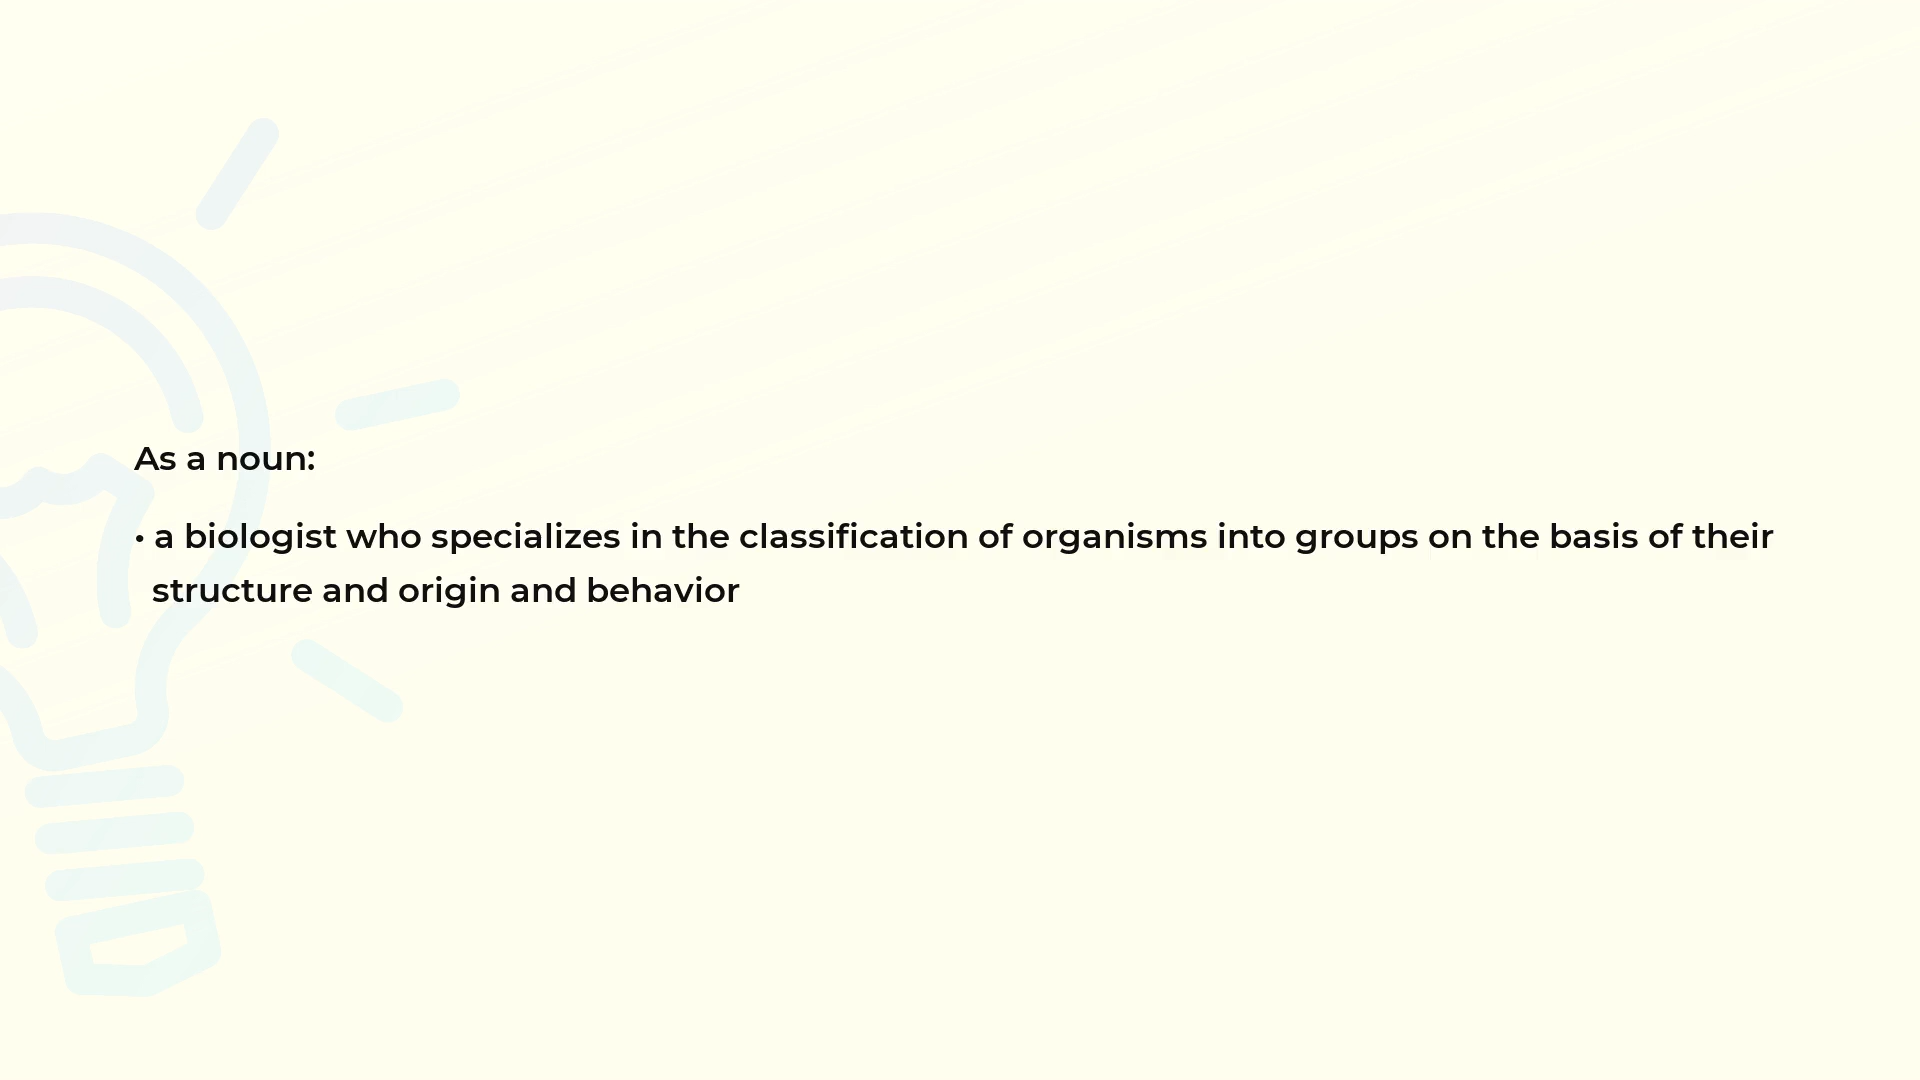 As a noun:
• a biologist who specializes in the classification of organisms into groups on the basis of their
structure and origin and behavior